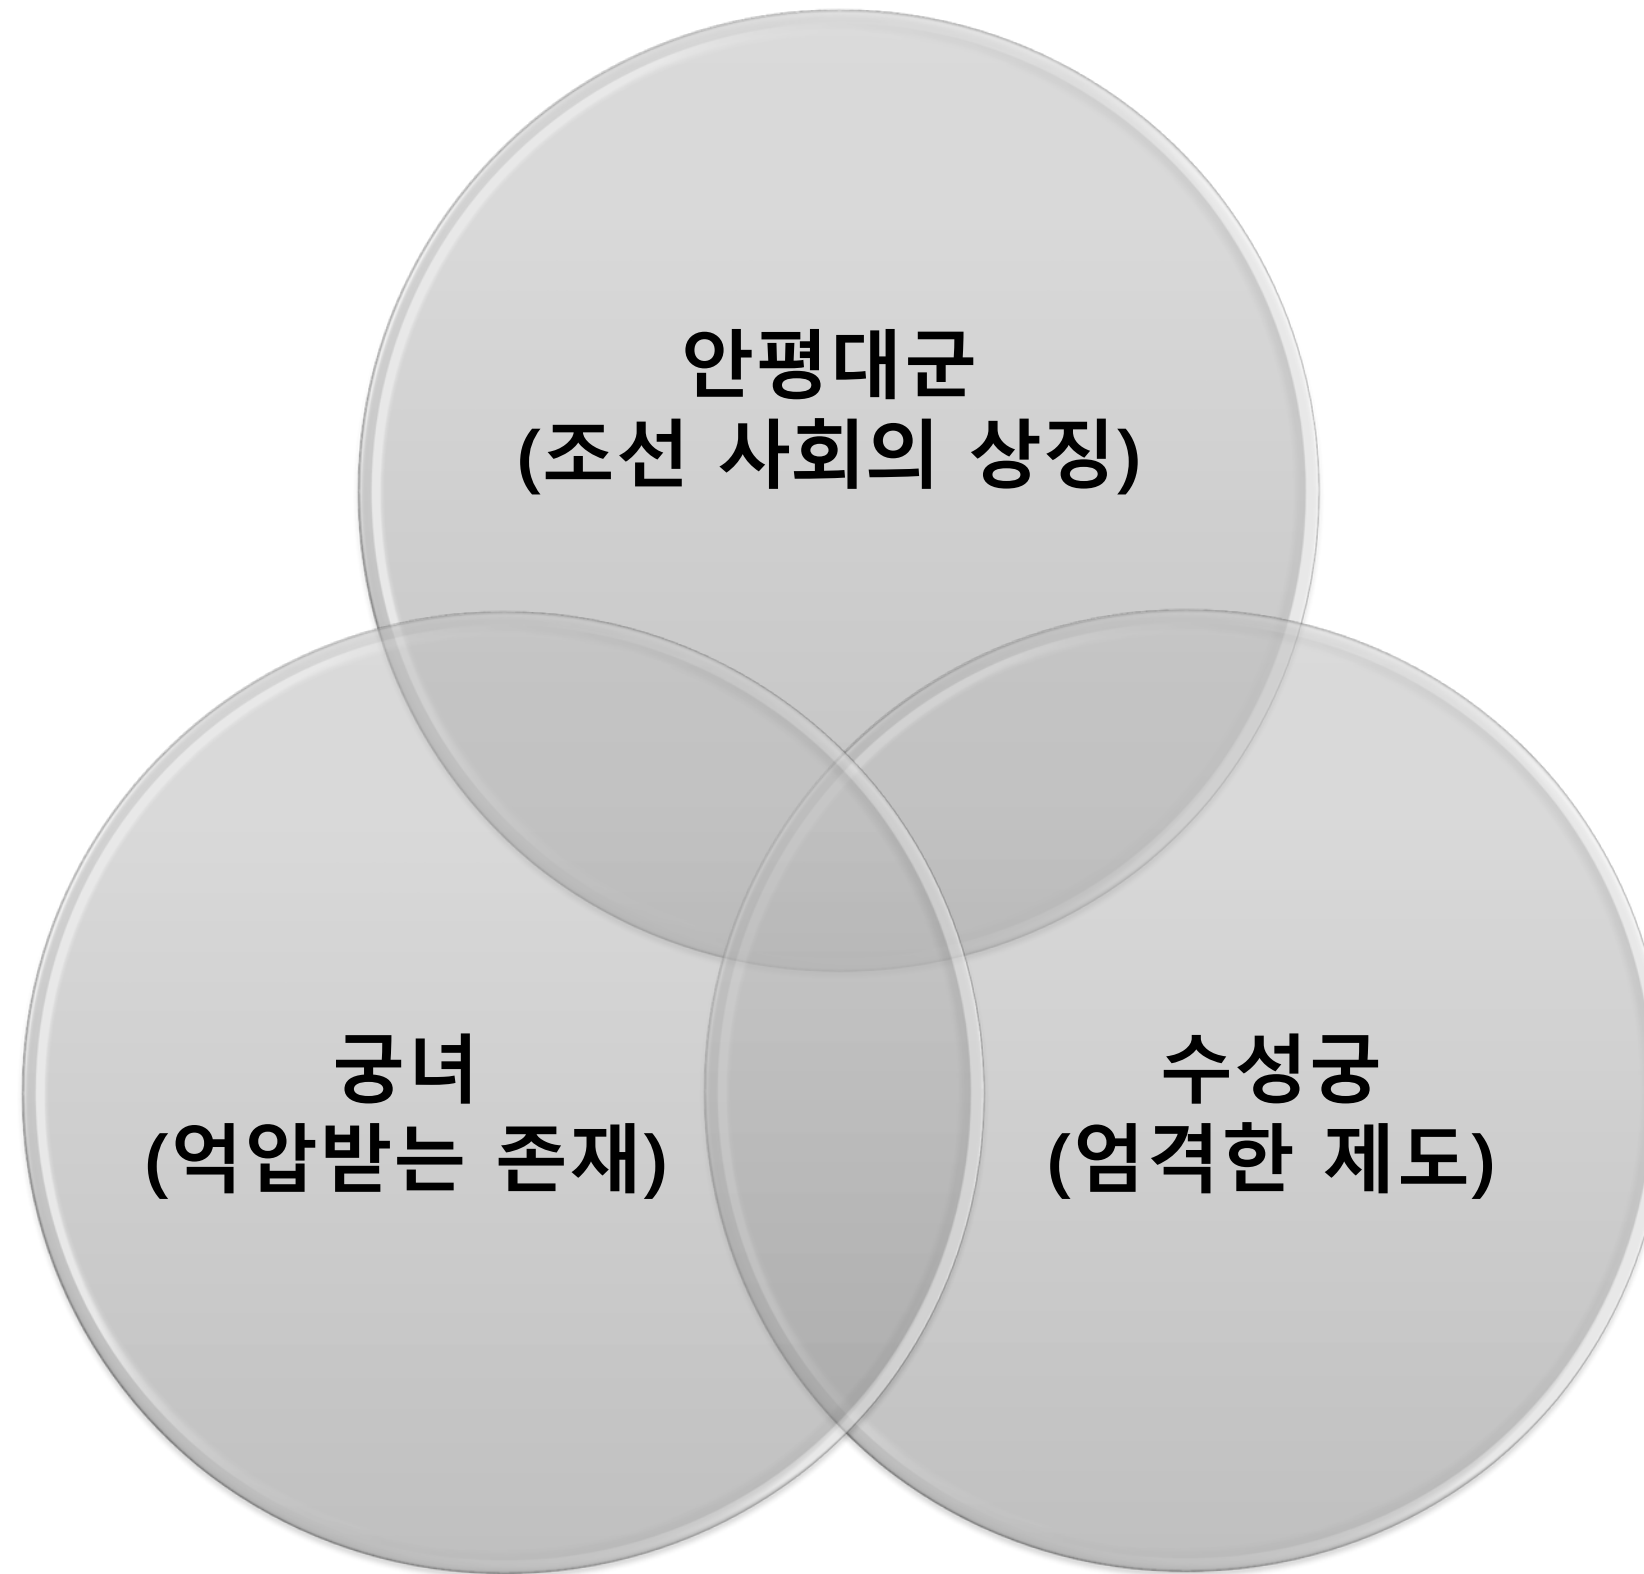 안평대군
(조선 사회의 상징)
궁녀
(억압받는 존재)
수성궁
(엄격한 제도)